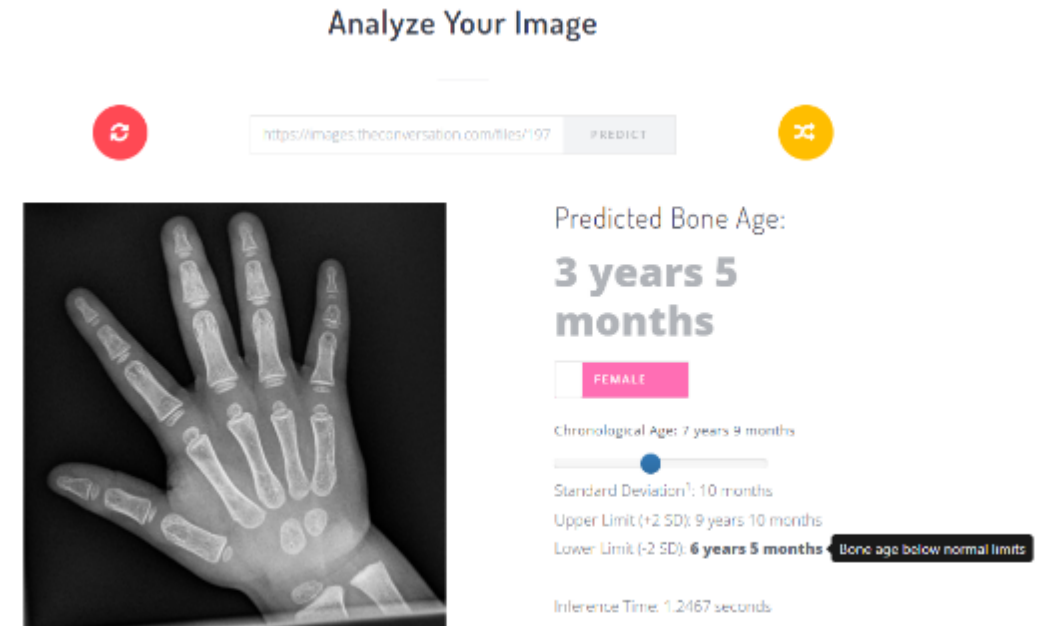 Analyze Your Image
https://images.theconversation.com/files/197
PREDICT
Predicted Bone Age:
3 years 5
months
FEMALE
Chronological Age: 7 years 9 months
Standard Deviation¹: 10 months
Upper Limit (+2 SD): 9 years 10 months
Lower Limit (-2 SD): 6 years 5 months Bone age below normal limits
Inference Time: 1.2467 seconds